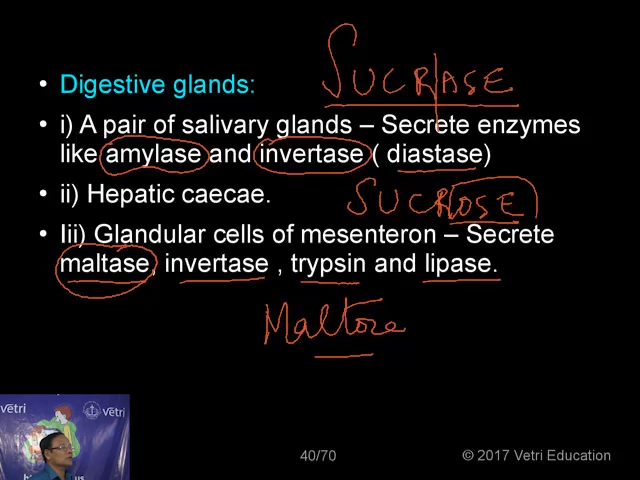 SUCRASE
• Digestive glands:
• i) A pair of salivary glands – Secrete enzymes
like amylase and invertase ( diastase)
• ii) Hepatic caecae.
SUCROSE
• Iii) Glandular cells of mesenteron – Secrete
maltase, invertase , trypsin and lipase.
Maltose
vetri vetri
40/70 © 2017 Vetri Education